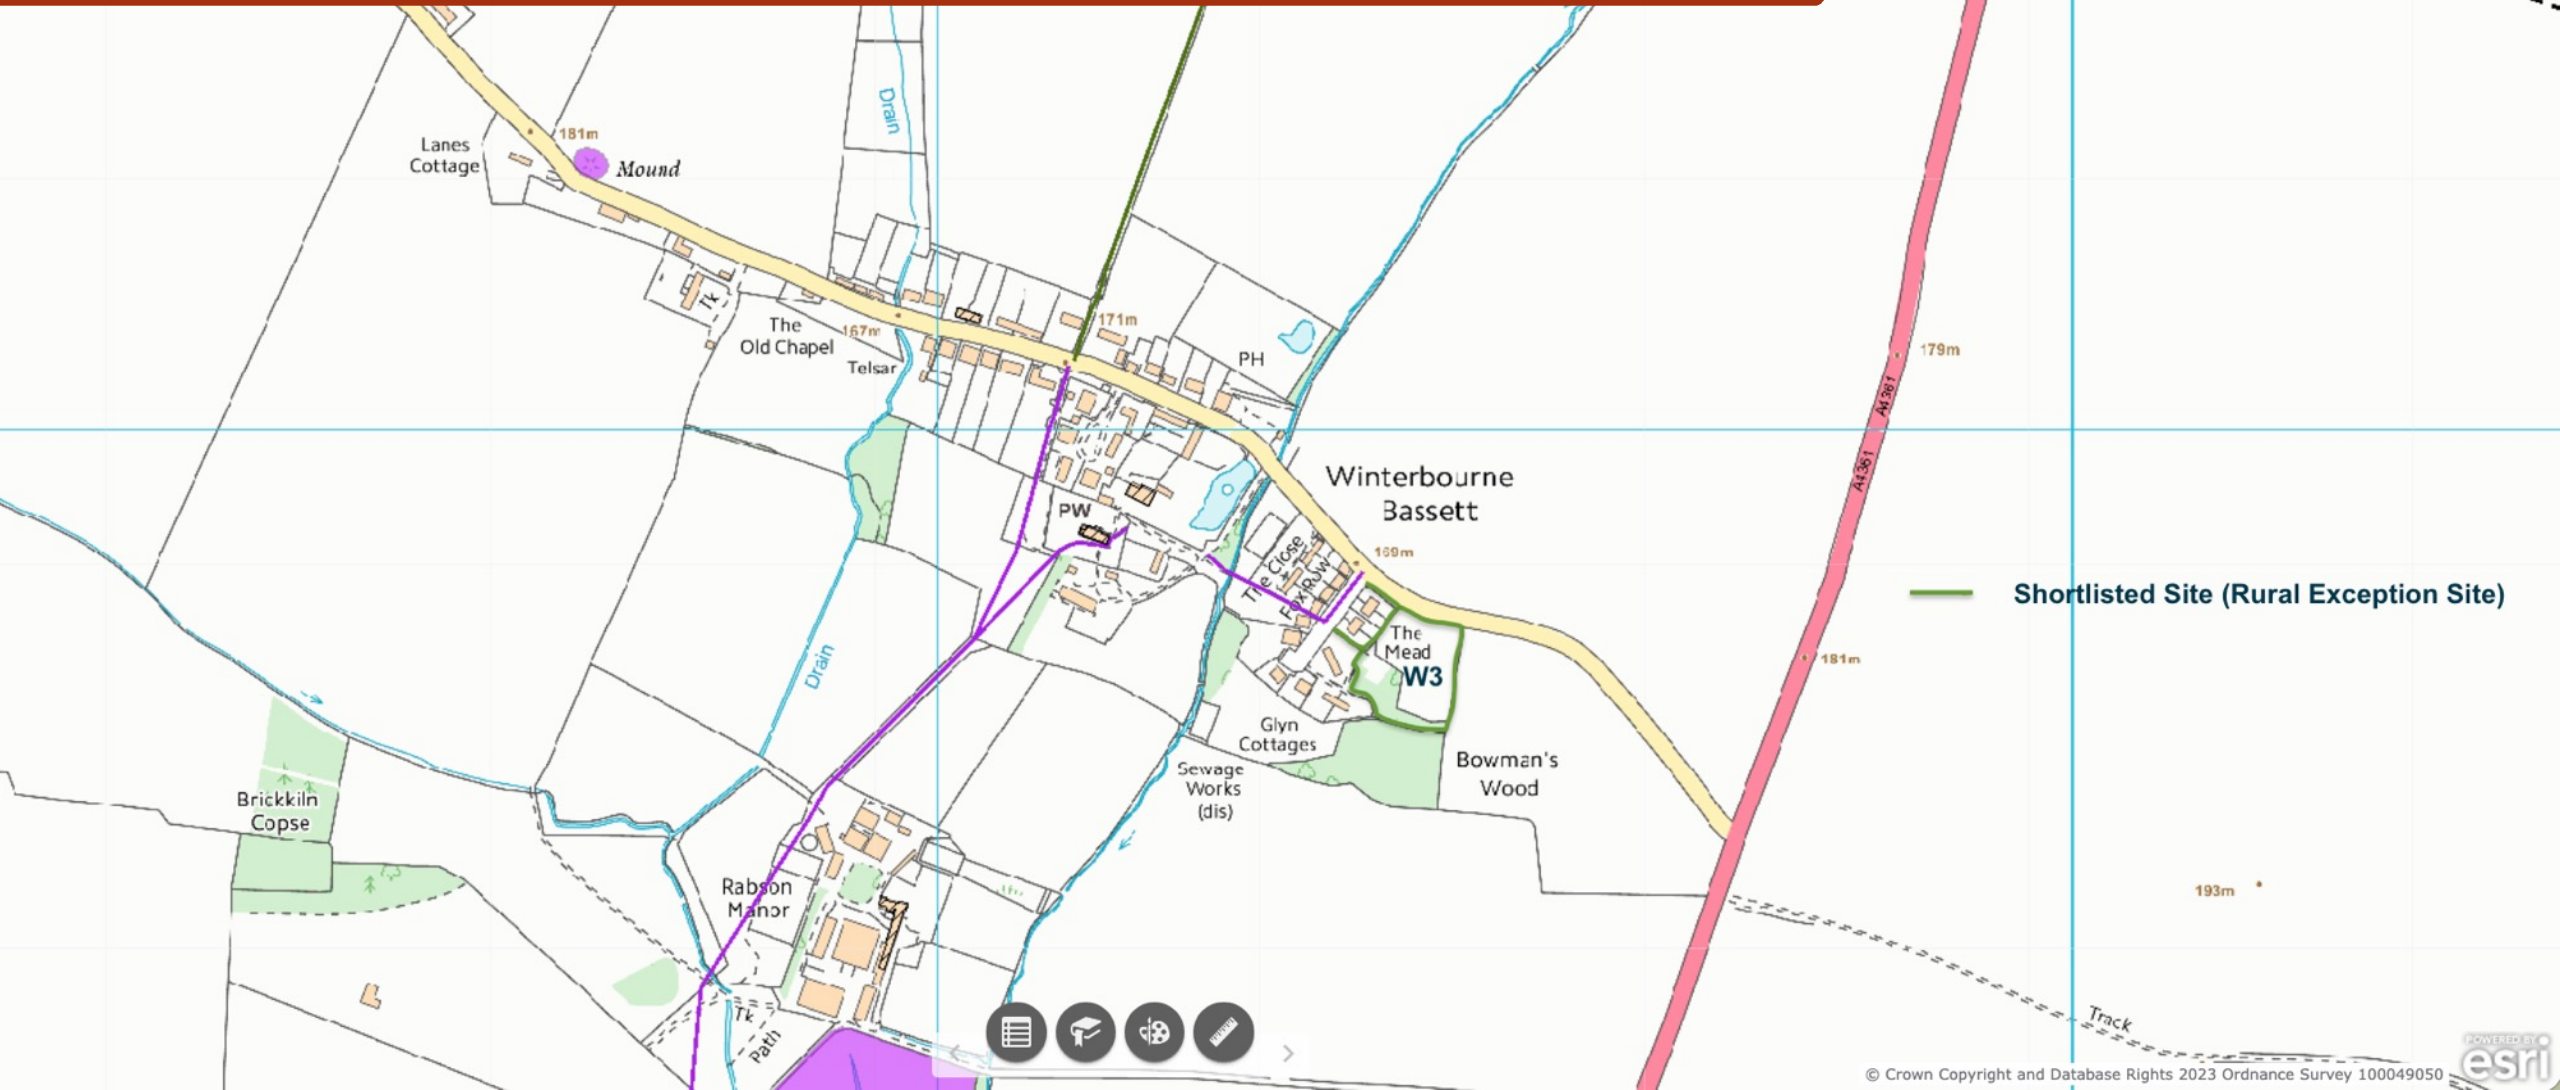 Drain
181m
Lanes
Cottage
Mound
Tk
The
Old Chapel
167m
Telsar
171m
PH
179m
A4361
A4361
Winterbourne
Bassett
PW
169m
The Close
Fox Row
Shortlisted Site (Rural Exception Site)
The
Mead
W3
181m
Drain
Glyn
Cottages
Bowman's
Wood
Sewage
Works
(dis)
Brickkiln
Copse
Rabson
Manor
193m
Tk
Path
Track
POWERED BY
esri
© Crown Copyright and Database Rights 2023 Ordnance Survey 100049050